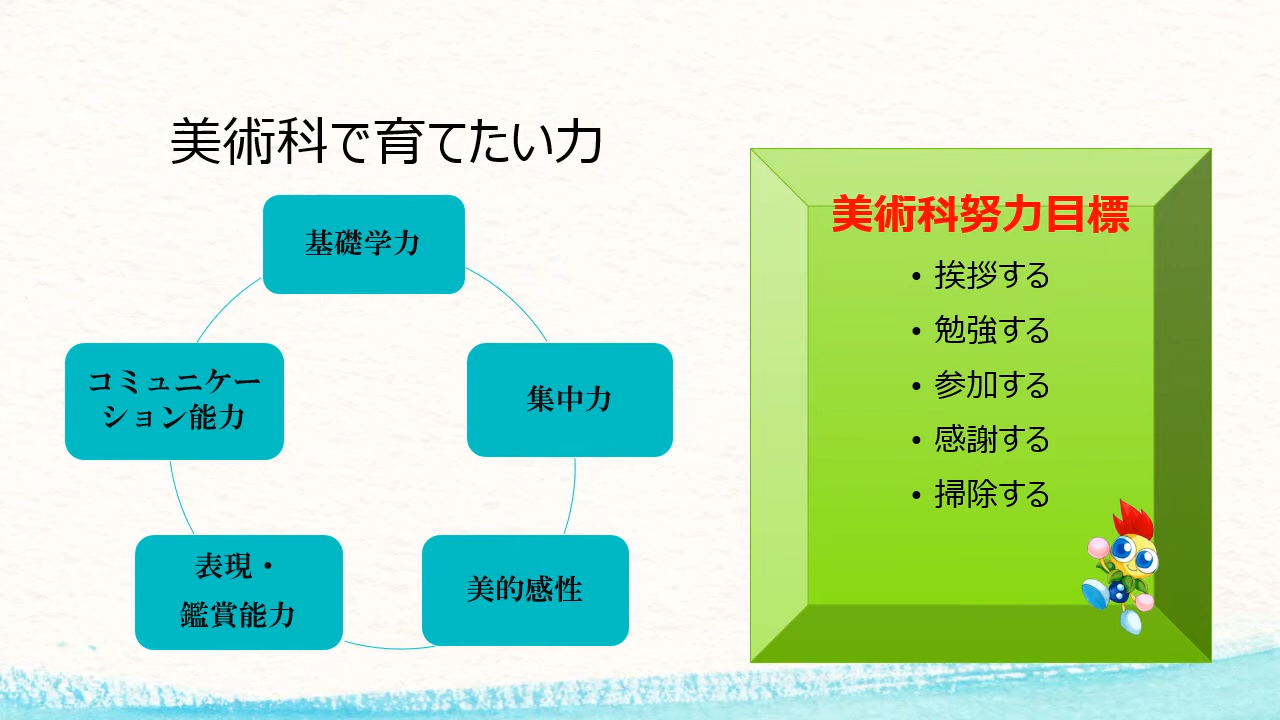 美術科で育てたい力
基礎学力
集中力
美的感性
表現・
鑑賞能力
コミュニケー
ション能力
美術科努力目標
• 挨拶する
• 勉強する
• 参加する
• 感謝する
• 掃除する